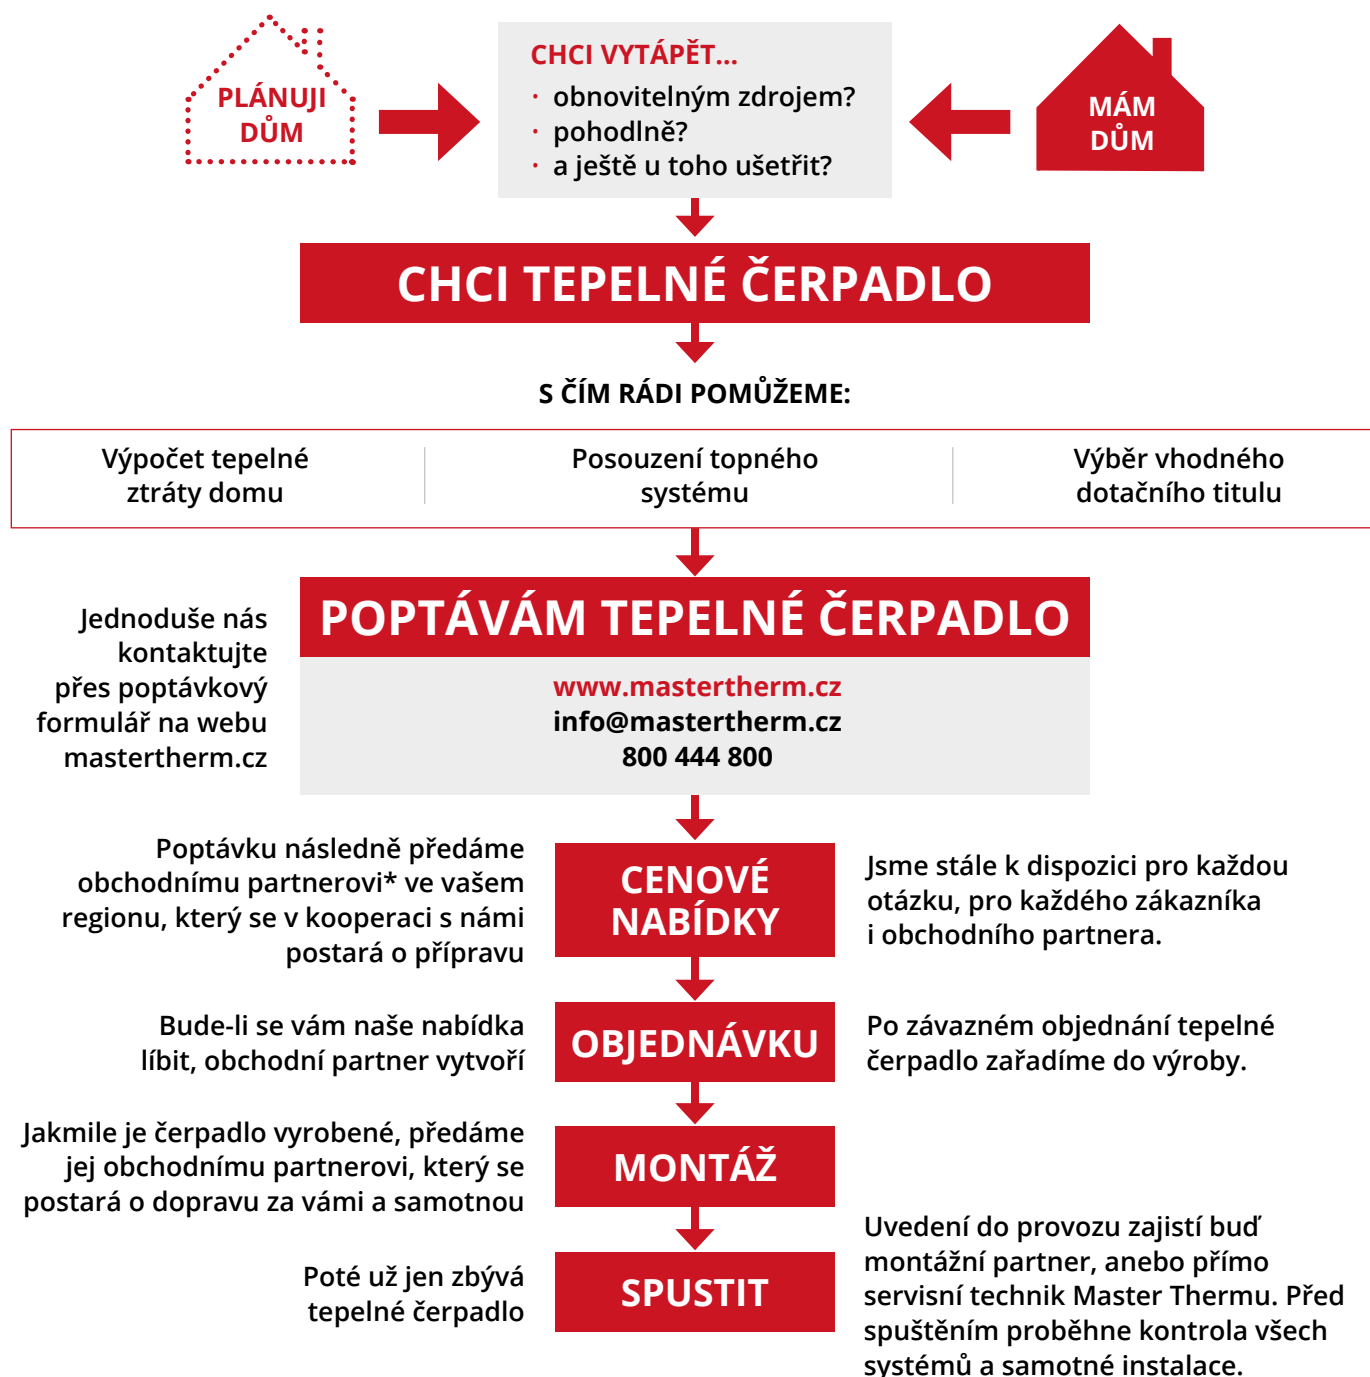 PLÁNUJI
DŮM
CHCI VYTÁPĚT...
· obnovitelným zdrojem?
· pohodlně?
· a ještě u toho ušetřit?
MÁM
DŮM
CHCI TEPELNÉ ČERPADLO
S ČÍM RÁDI POMŮŽEME:
Výpočet tepelné
ztráty domu
Posouzení topného
systému
Výběr vhodného
dotačního titulu
Jednoduše nás
kontaktujte
přes poptávkový
formulář na webu
mastertherm.cz
POPTÁVÁM TEPELNÉ ČERPADLO
www.mastertherm.cz
info@mastertherm.cz
800 444 800
Poptávku následně předáme
obchodnímu partnerovi* ve vašem
regionu, který se v kooperaci s námi
postará o přípravu
CENOVÉ
NABÍDKY
Jsme stále k dispozici pro každou
otázku, pro každého zákazníka
i obchodního partnera.
Bude-li se vám naše nabídka
líbit, obchodní partner vytvoří
OBJEDNÁVKU
Po závazném objednání tepelné
čerpadlo zařadíme do výroby.
Jakmile je čerpadlo vyrobené, předáme
jej obchodnímu partnerovi, který se
postará o dopravu za vámi a samotnou
MONTÁŽ
Poté už jen zbývá
tepelné čerpadlo
SPUSTIT
Uvedení do provozu zajistí buď
montážní partner, anebo přímo
servisní technik Master Thermu. Před
spuštěním proběhne kontrola všech
systémů a samotné instalace.